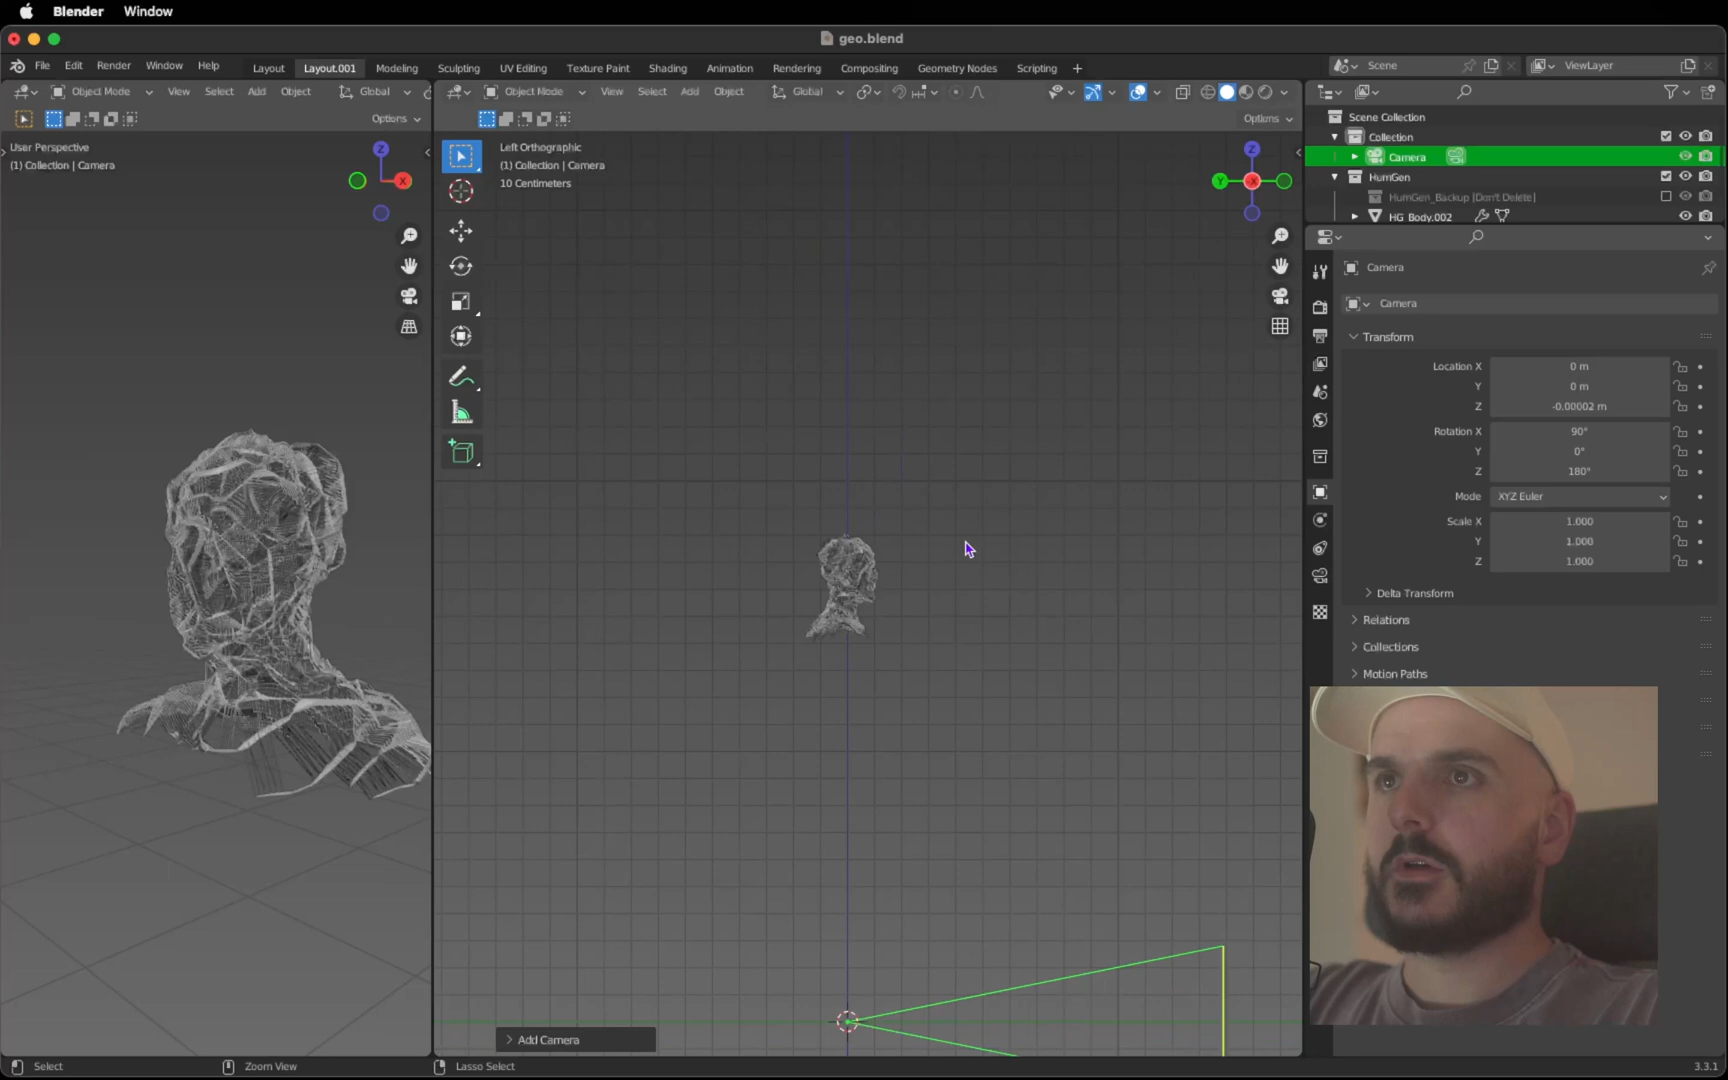 Blender Window
geo.blend
File Edit Render Window Help Layout Layout.001 Modeling Sculpting UV Editing Texture Paint Shading Animation Rendering Compositing Geometry Nodes Scripting + Scene ViewLayer
Object Mode View Select Add Object Global Object Mode View Select Add Object Global
Options Options
User Perspective
(1) Collection | Camera
Z
X
Left Orthographic
(1) Collection | Camera
10 Centimeters
Z
Y X
Scene Collection
Collection
Camera
HumGen
HumGen_Backup [Don't Delete]
HG_Body.002
Camera
Camera
Transform
Location X 0 m
Y 0 m
Z -0.00002 m
Rotation X 90°
Y 0°
Z 180°
Mode XYZ Euler
Scale X 1.000
Y 1.000
Z 1.000
Delta Transform
Relations
Collections
Motion Paths
Add Camera
Select Zoom View Lasso Select 3.3.1